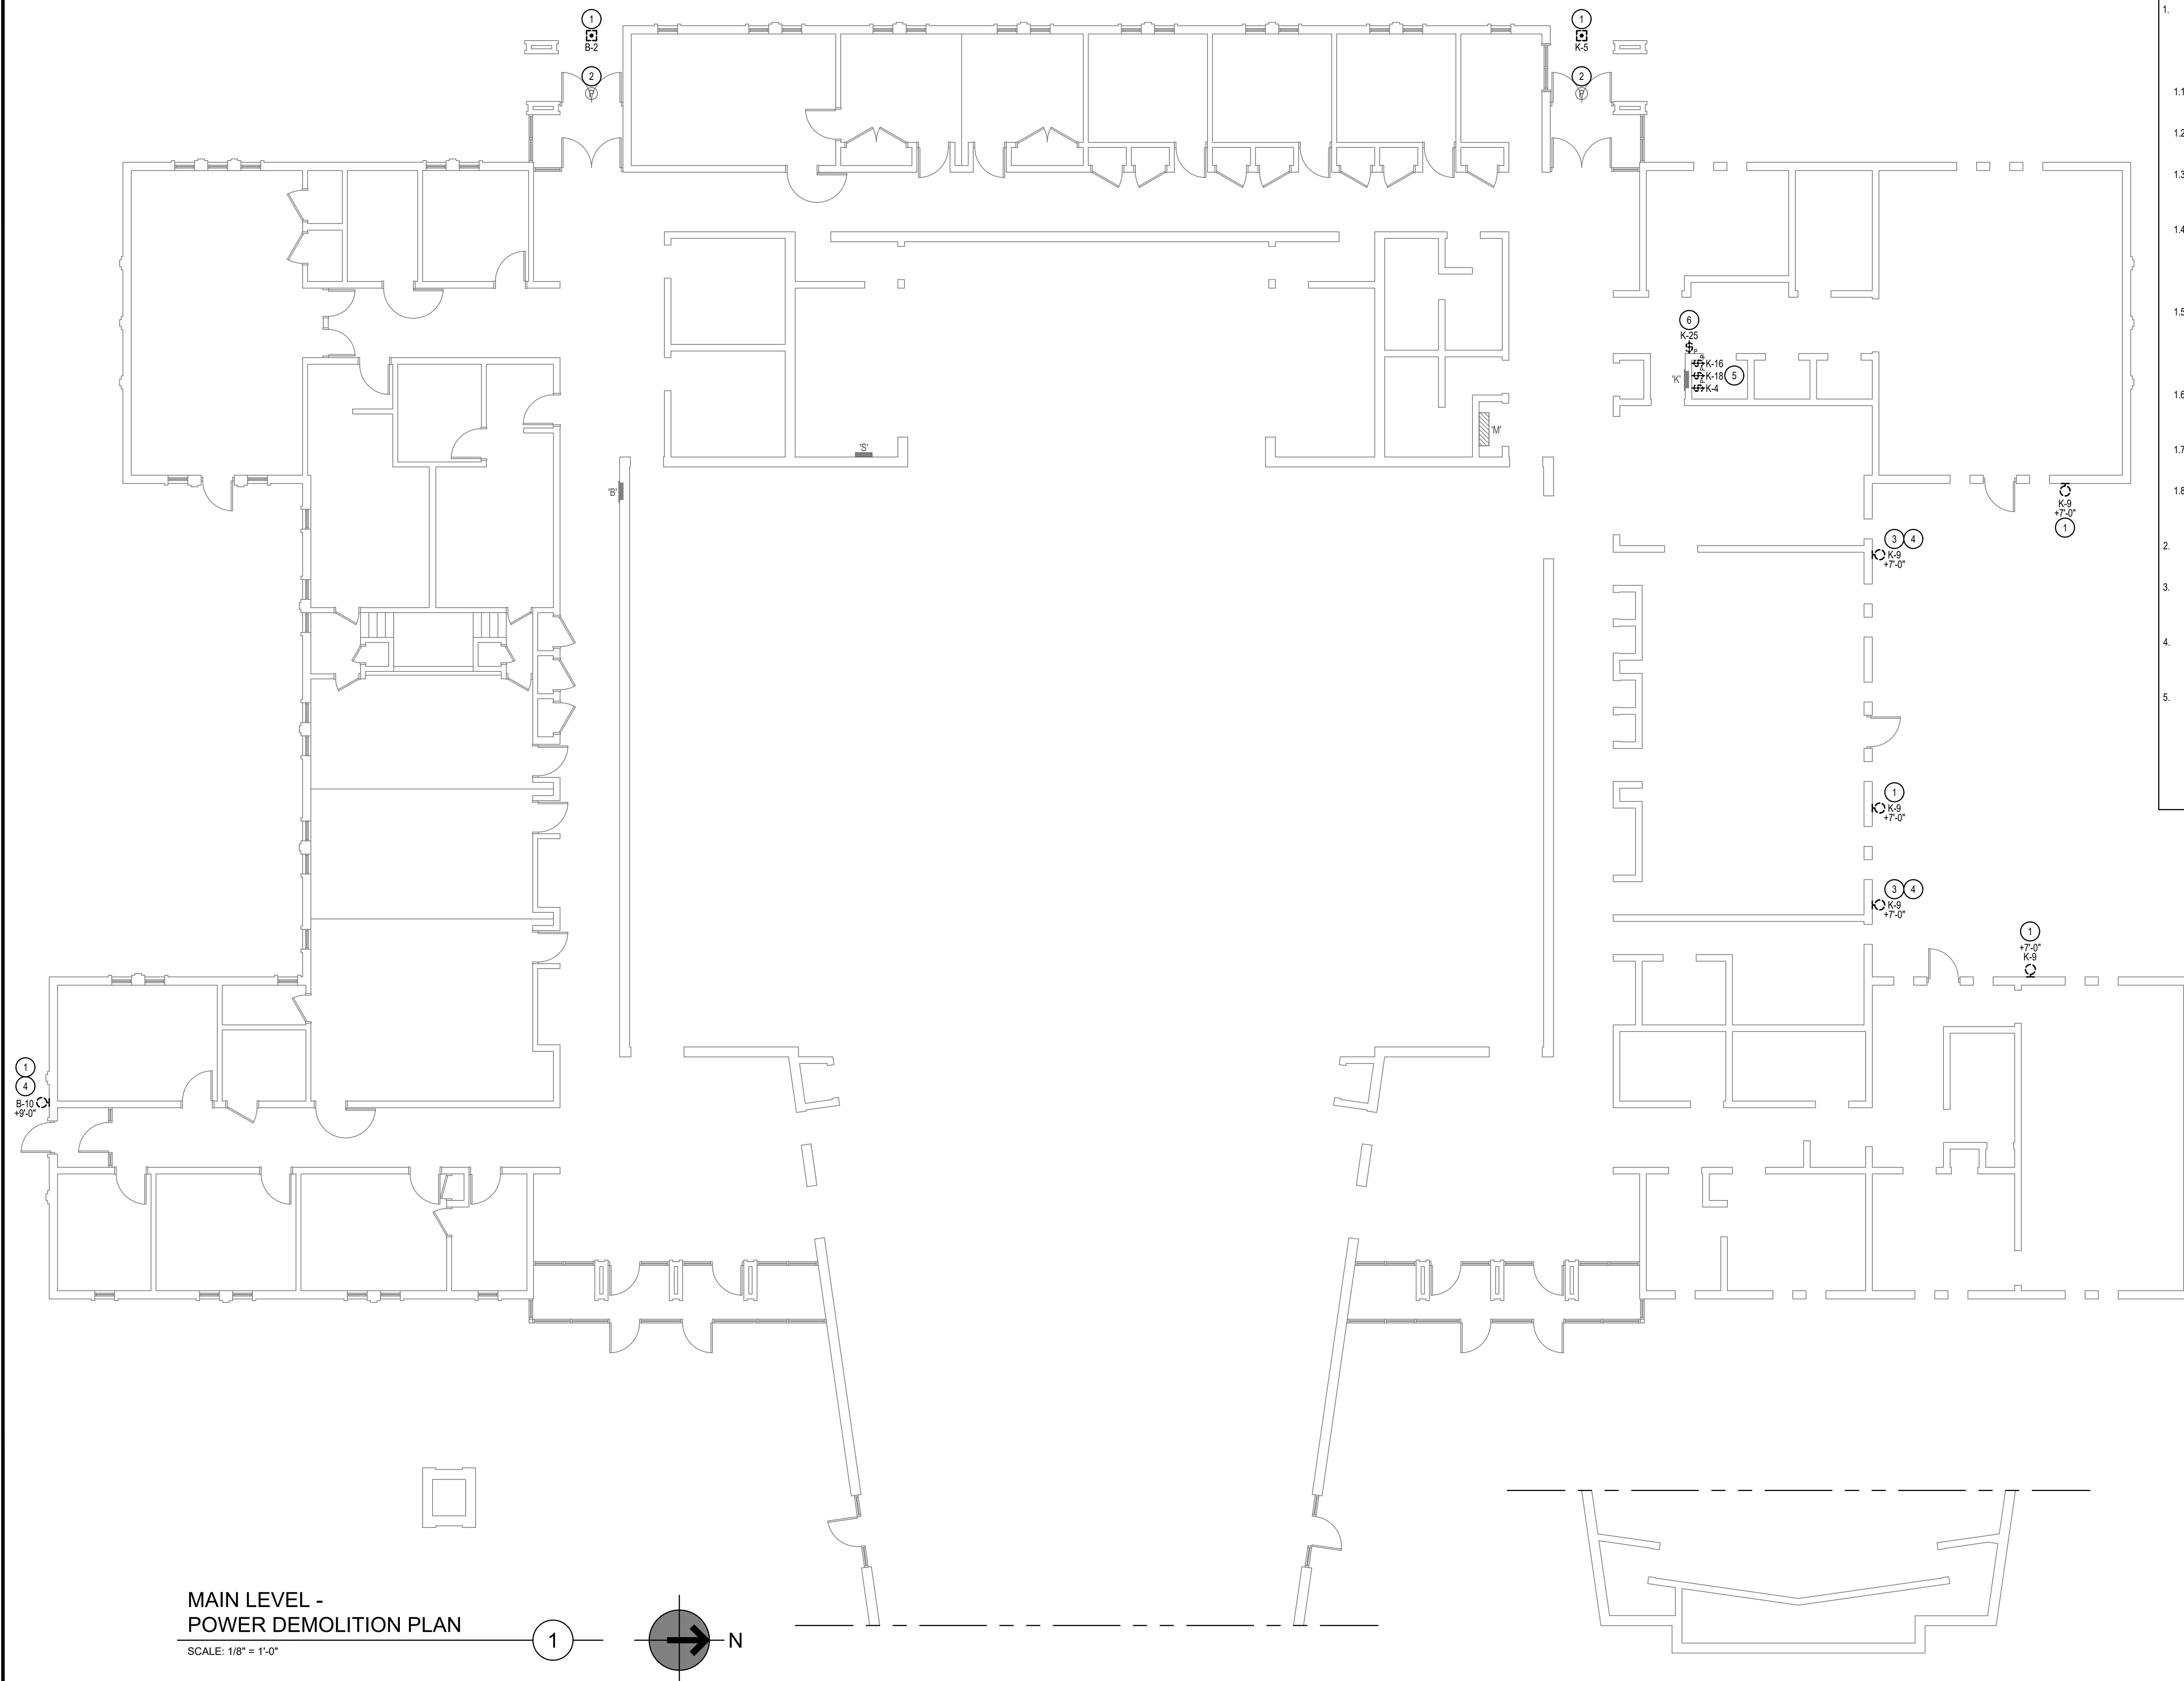 1.
1
B-2
2
P
1
K-5
2
P
1.1
1.2
1.3
1.4
1.5
1.6
1.7
1.8
2.
3.
4.
5.
6
K-25
$P
$P K-16
'K'
$P K-18
5
$P K-4
'S'
'M'
'B'
K-9
+7'-0"
1
3
4
K-9
+7'-0"
1
K-9
+7'-0"
3
4
K-9
+7'-0"
1
+7'-0"
K-9
1
4
B-10
+9'-0"
MAIN LEVEL -
POWER DEMOLITION PLAN
1
N
SCALE: 1/8" = 1'-0"